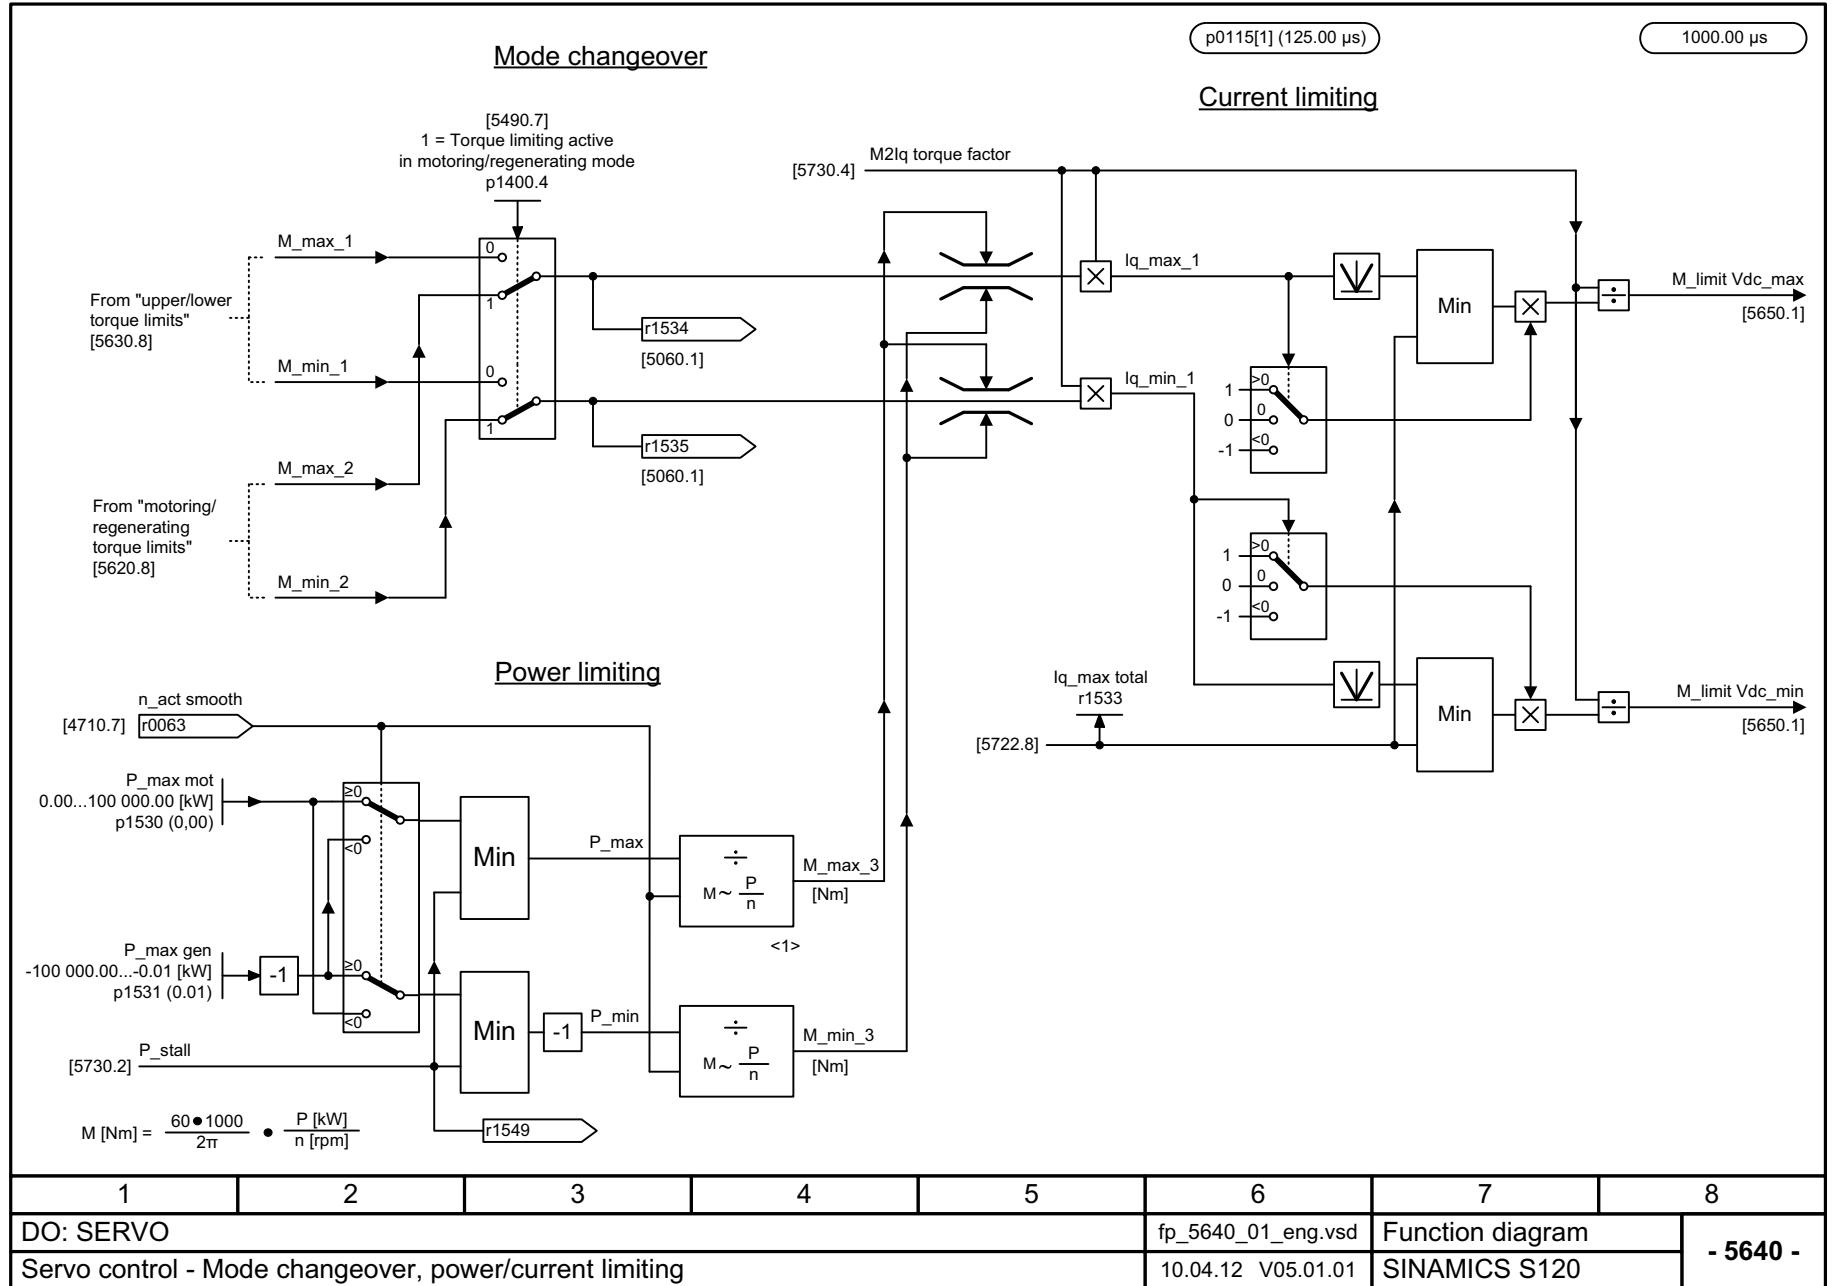 p0115[1] (125.00 µs)
1000.00 µs
Mode changeover
Current limiting
[5490.7]
1 = Torque limiting active
in motoring/regenerating mode
p1400.4
M2Iq torque factor
[5730.4]
M_max_1
0
1
From "upper/lower
torque limits"
[5630.8]
M_min_1
0
1
r1534
[5060.1]
r1535
[5060.1]
M_max_2
From "motoring/
regenerating
torque limits"
[5620.8]
M_min_2
Iq_max_1
Iq_min_1
Min
M_limit Vdc_max
[5650.1]
1
>0
0
0
-1
<0
1
>0
0
0
-1
<0
Iq_max total
r1533
[5722.8]
Min
M_limit Vdc_min
[5650.1]
Power limiting
n_act smooth
[4710.7]
r0063
P_max mot
0.00...100 000.00 [kW]
p1530 (0,00)
≥0
<0
Min
P_max
÷
M ~ P
n
M_max_3
[Nm]
<1>
P_max gen
-100 000.00...-0.01 [kW]
p1531 (0.01)
-1
≥0
<0
Min
-1
P_min
÷
M ~ P
n
M_min_3
[Nm]
P_stall
[5730.2]
r1549
M [Nm] = 60●1000 ● P [kW]
2π n [rpm]
1 2 3 4 5 6 7 8
DO: SERVO
fp_5640_01_eng.vsd
Function diagram
- 5640 -
Servo control - Mode changeover, power/current limiting
10.04.12 V05.01.01
SINAMICS S120